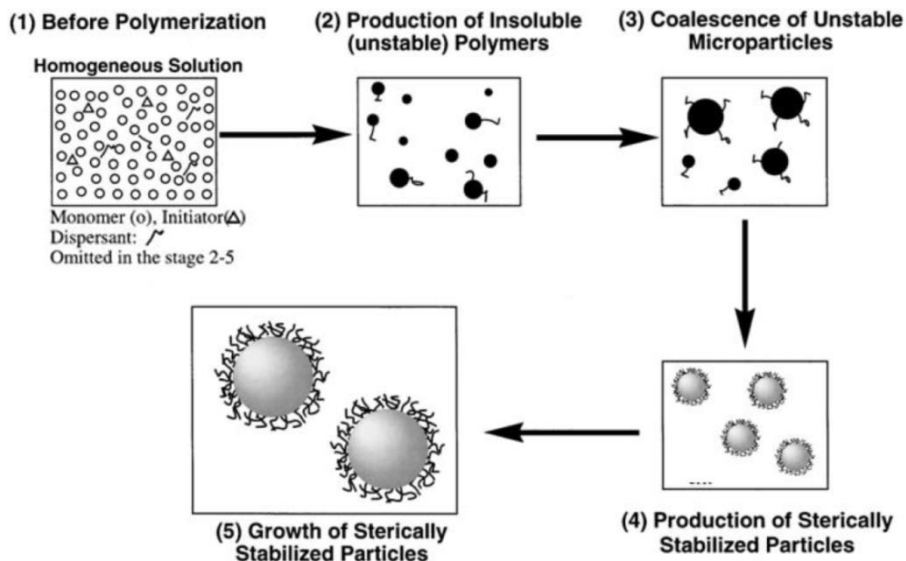 (1) Before Polymerization
Homogeneous Solution
Monomer (o), Initiator(△)
Dispersant:
Omitted in the stage 2-5
(2) Production of Insoluble
(unstable) Polymers
(3) Coalescence of Unstable
Microparticles
(4) Production of Sterically
Stabilized Particles
(5) Growth of Sterically
Stabilized Particles